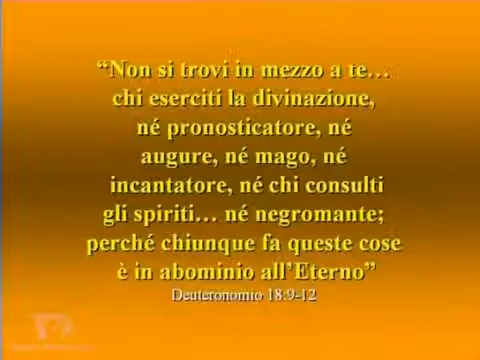 “Non si trovi in mezzo a te…
chi eserciti la divinazione,
né pronosticatore, né
augure, né mago, né
incantatore, né chi consulti
gli spiriti… né negromante;
perché chiunque fa queste cose
è in abominio all’Eterno”
Deuteronomio 18:9-12